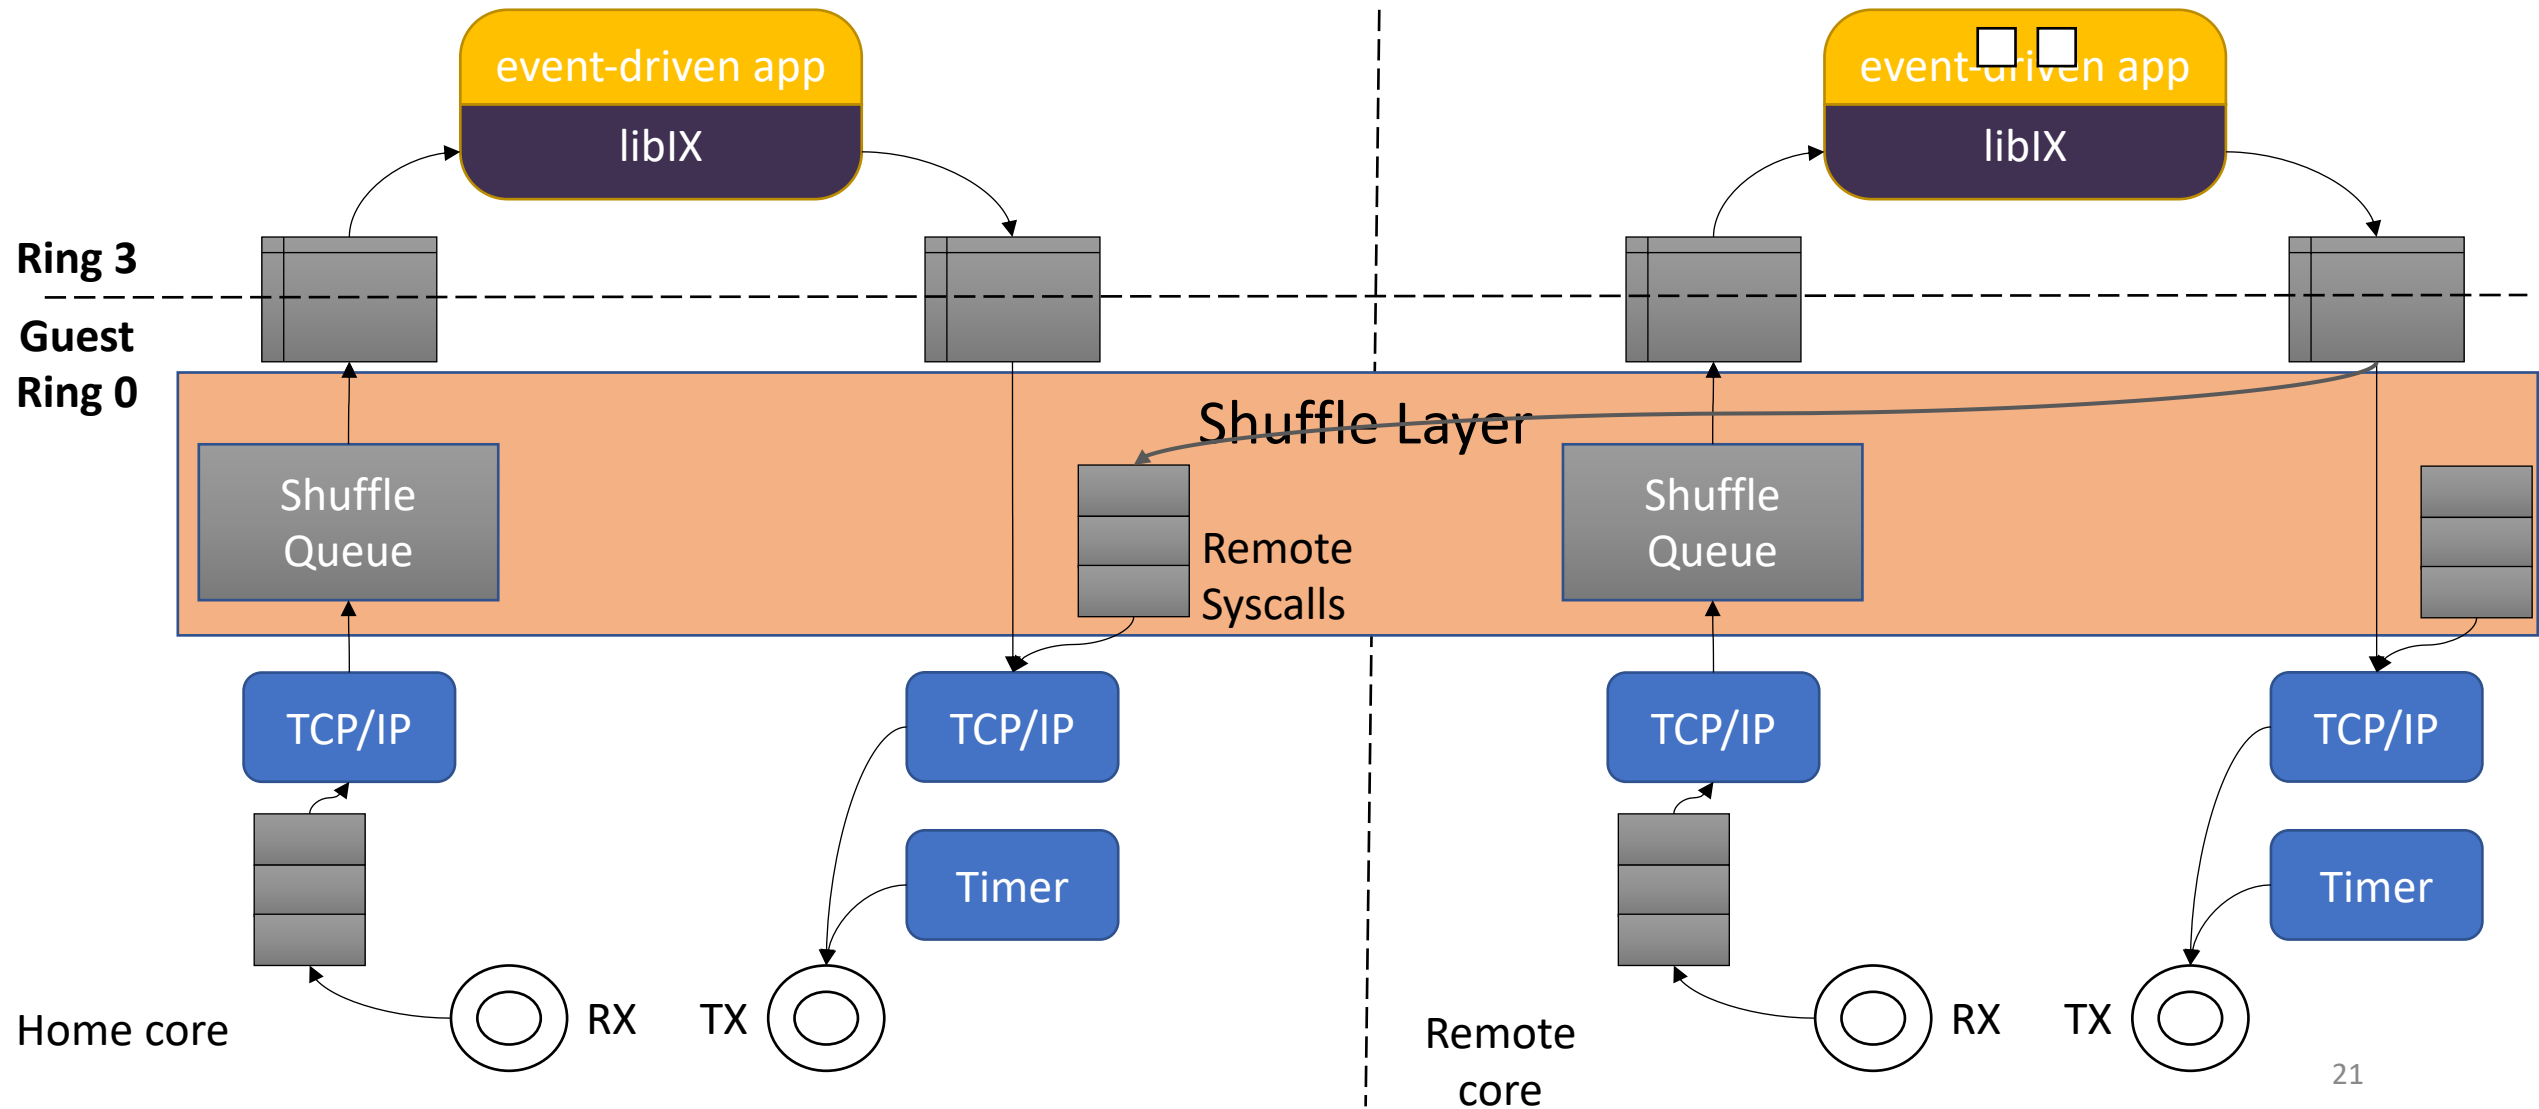 event-driven app
libIX
event-driven app
libIX
Ring 3
Guest
Ring 0
Shuffle Layer
Shuffle
Queue
Remote
Syscalls
Shuffle
Queue
TCP/IP
TCP/IP
TCP/IP
TCP/IP
Timer
Timer
Home core
RX
TX
Remote
core
RX
TX
21